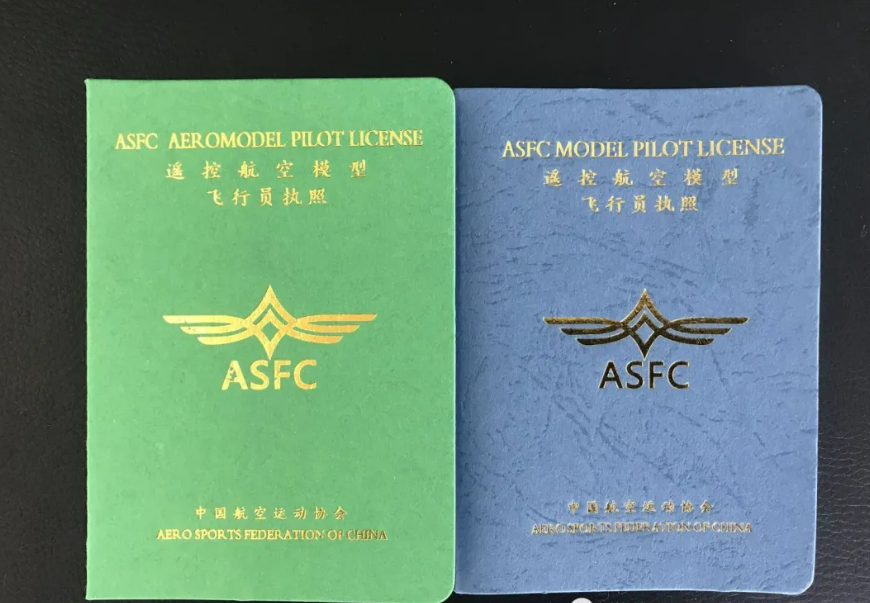 ASFC AEROMODEL PILOT LICENSE
遥控航空模型
飞行员执照
ASFC
中国航空运动协会
AERO SPORTS FEDERATION OF CHINA
ASFC MODEL PILOT LICENSE
遥控航空模型
飞行员执照
ASFC
中国航空运动协会
AERO SPORTS FEDERATION OF CHINA